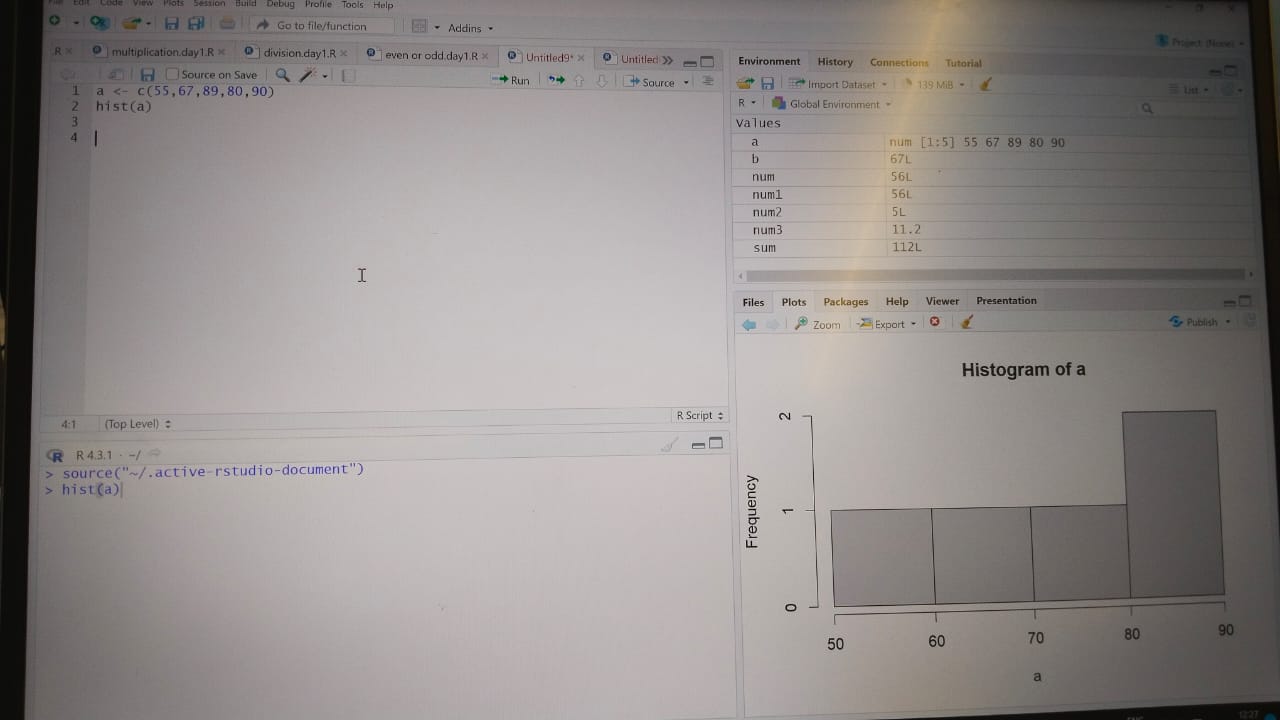 File Edit Code View Plots Session Build Debug Profile Tools Help
Go to file/function Addins
Project: (None)
R multiplication.day1.R division.day1.R even or odd.day1.R Untitled9* Untitled
Source on Save Run Source
1 a <- c(55,67,89,80,90)
2 hist(a)
3
4
4:1 (Top Level) R Script
R 4.3.1 · ~/
> source("~/.active-rstudio-document")
> hist(a)
Environment History Connections Tutorial
Import Dataset 139 MiB List
R Global Environment
Values
a num [1:5] 55 67 89 80 90
b 67L
num 56L
num1 56L
num2 5L
num3 11.2
sum 112L
Files Plots Packages Help Viewer Presentation
Zoom Export Publish
Histogram of a
Frequency
2
1
0
50 60 70 80 90
a
12:27